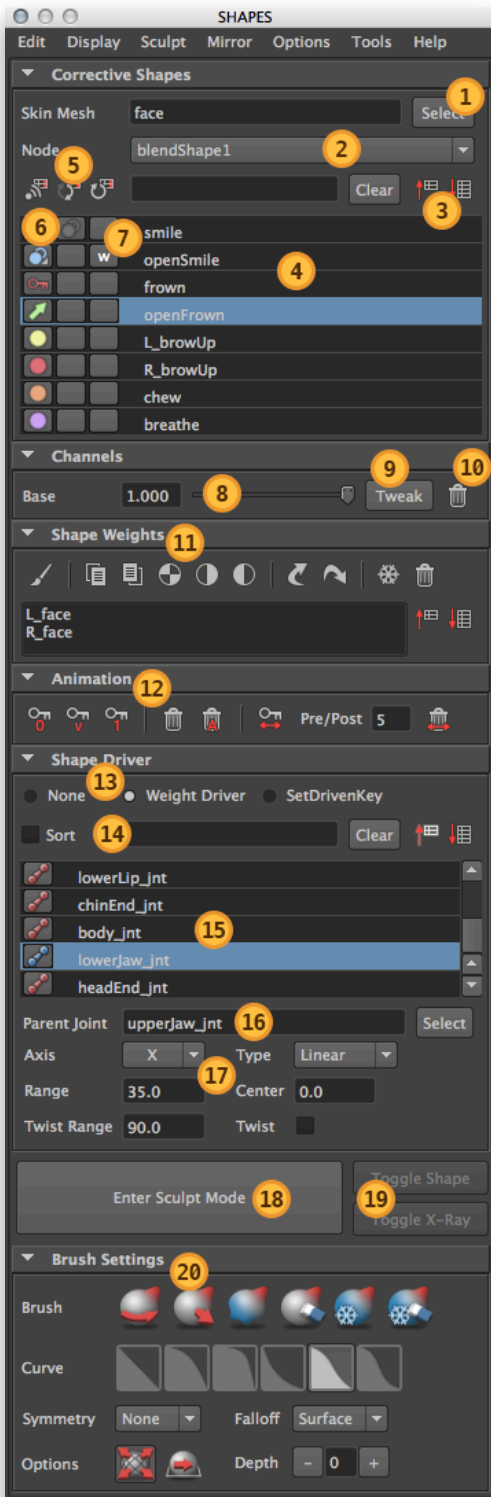 SHAPES
Edit Display Sculpt Mirror Options Tools Help
Corrective Shapes
1
Skin Mesh face Select
Node blendShape1 2
5
Clear 3
6 7 smile
w openSmile 4
frown
openFrown
L_browUp
R_browUp
chew
breathe
Channels
9 10
Base 1.000 8 Tweak
Shape Weights 11
L_face
R_face
Animation
12
0 v 1 A Pre/Post 5
Shape Driver
13
None Weight Driver SetDrivenKey
Sort 14 Clear
lowerLip_jnt
chinEnd_jnt
body_jnt 15
lowerJaw_jnt
headEnd_jnt
Parent Joint upperJaw_jnt 16 Select
Axis X Type Linear
17
Range 35.0 Center 0.0
Twist Range 90.0 Twist
Toggle Shape
Enter Sculpt Mode 18 19
Toggle X-Ray
Brush Settings
20
Brush
Curve
Symmetry None Falloff Surface
Options Depth - 0 +